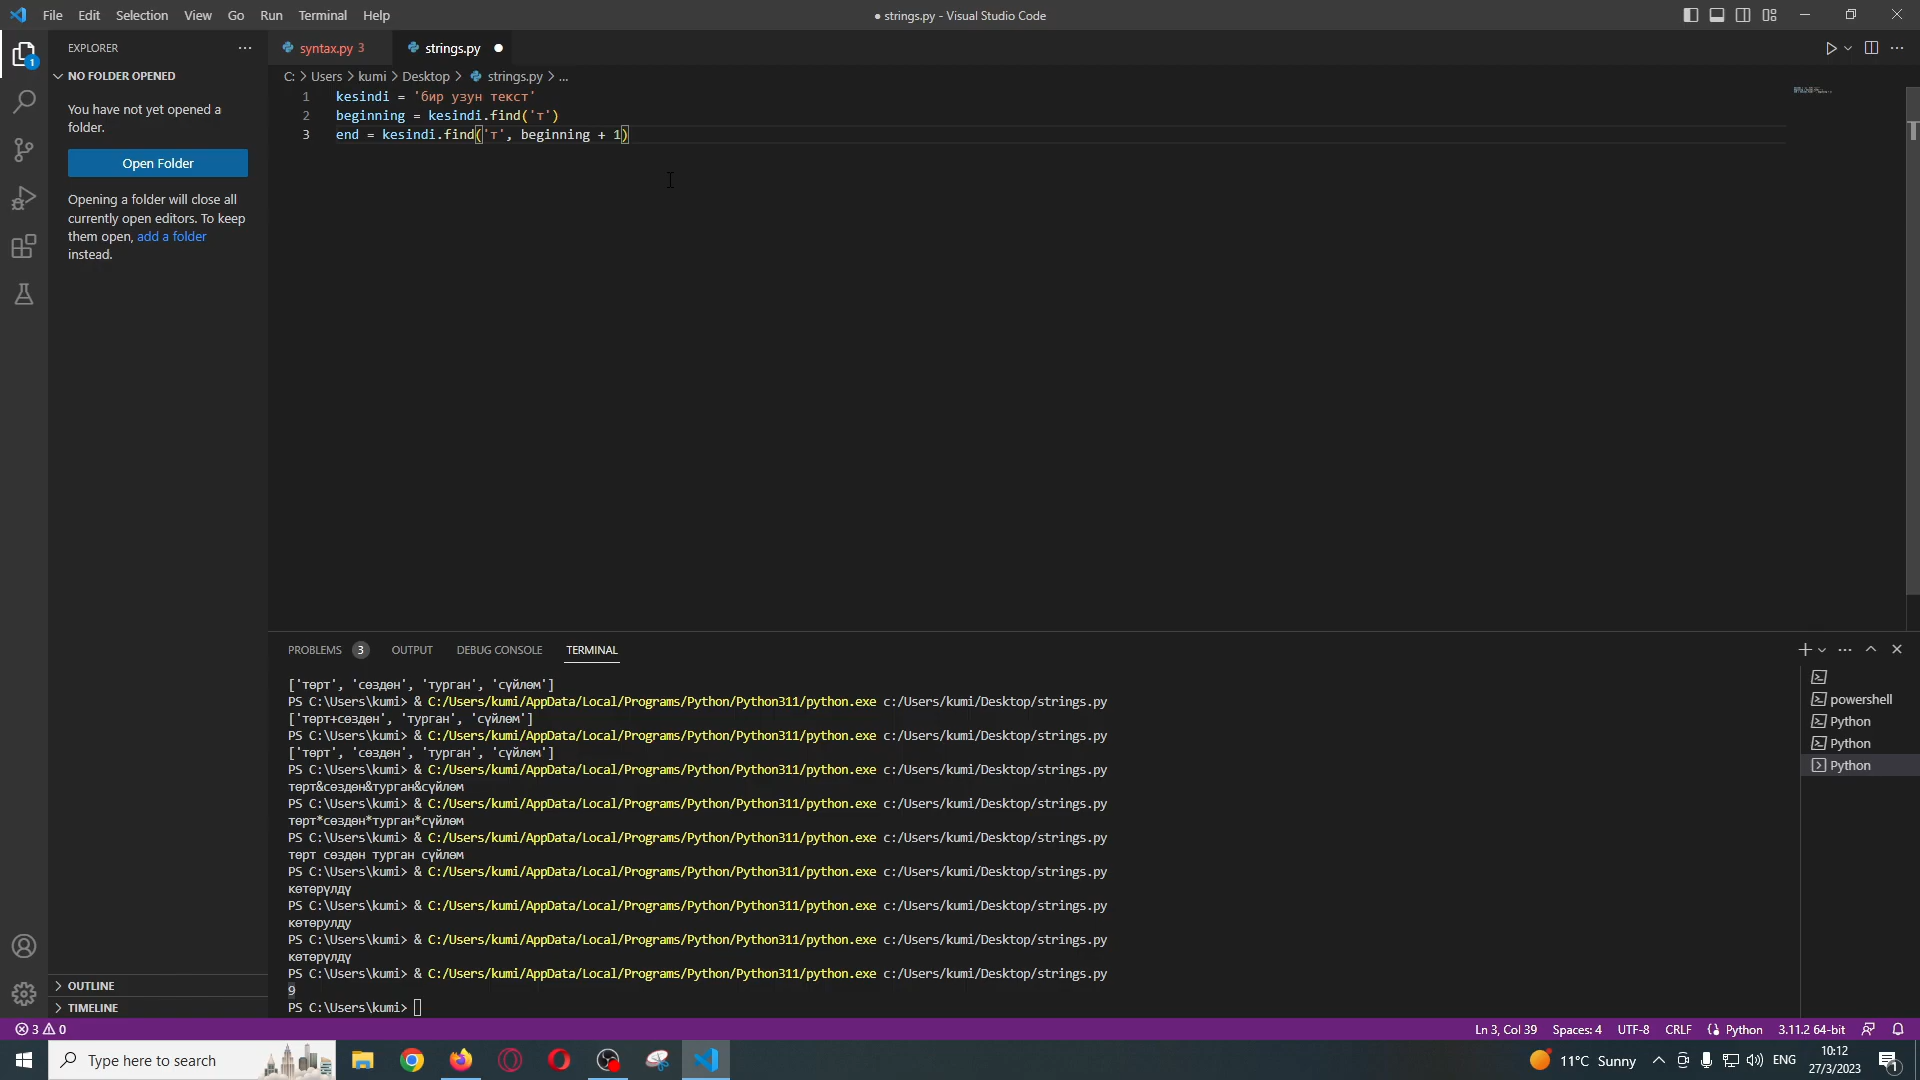 File Edit Selection View Go Run Terminal Help
● strings.py - Visual Studio Code
EXPLORER
syntax.py 3
strings.py
NO FOLDER OPENED
C: > Users > kumi > Desktop > strings.py > ...
You have not yet opened a
folder.
Open Folder
Opening a folder will close all
currently open editors. To keep
them open, add a folder
instead.
1 kesindi = 'бир узун текст'
2 beginning = kesindi.find('т')
3 end = kesindi.find('т', beginning + 1)
PROBLEMS 3 OUTPUT DEBUG CONSOLE TERMINAL
['төрт', 'сөздөн', 'турган', 'сүйлөм']
PS C:\Users\kumi> & C:/Users/kumi/AppData/Local/Programs/Python/Python311/python.exe c:/Users/kumi/Desktop/strings.py
['төрт+сөздөн', 'турган', 'сүйлөм']
PS C:\Users\kumi> & C:/Users/kumi/AppData/Local/Programs/Python/Python311/python.exe c:/Users/kumi/Desktop/strings.py
['төрт', 'сөздөн', 'турган', 'сүйлөм']
PS C:\Users\kumi> & C:/Users/kumi/AppData/Local/Programs/Python/Python311/python.exe c:/Users/kumi/Desktop/strings.py
төрт&сөздөн&турган&сүйлөм
PS C:\Users\kumi> & C:/Users/kumi/AppData/Local/Programs/Python/Python311/python.exe c:/Users/kumi/Desktop/strings.py
төрт*сөздөн*турган*сүйлөм
PS C:\Users\kumi> & C:/Users/kumi/AppData/Local/Programs/Python/Python311/python.exe c:/Users/kumi/Desktop/strings.py
төрт сөздөн турган сүйлөм
PS C:\Users\kumi> & C:/Users/kumi/AppData/Local/Programs/Python/Python311/python.exe c:/Users/kumi/Desktop/strings.py
көтөрүлдү
PS C:\Users\kumi> & C:/Users/kumi/AppData/Local/Programs/Python/Python311/python.exe c:/Users/kumi/Desktop/strings.py
көтөрулду
PS C:\Users\kumi> & C:/Users/kumi/AppData/Local/Programs/Python/Python311/python.exe c:/Users/kumi/Desktop/strings.py
көтөрүлдү
PS C:\Users\kumi> & C:/Users/kumi/AppData/Local/Programs/Python/Python311/python.exe c:/Users/kumi/Desktop/strings.py
9
PS C:\Users\kumi>
powershell
Python
Python
Python
OUTLINE
TIMELINE
3 0
Ln 3, Col 39 Spaces: 4 UTF-8 CRLF Python 3.11.2 64-bit
Type here to search
11°C Sunny
ENG
10:12
27/3/2023
1